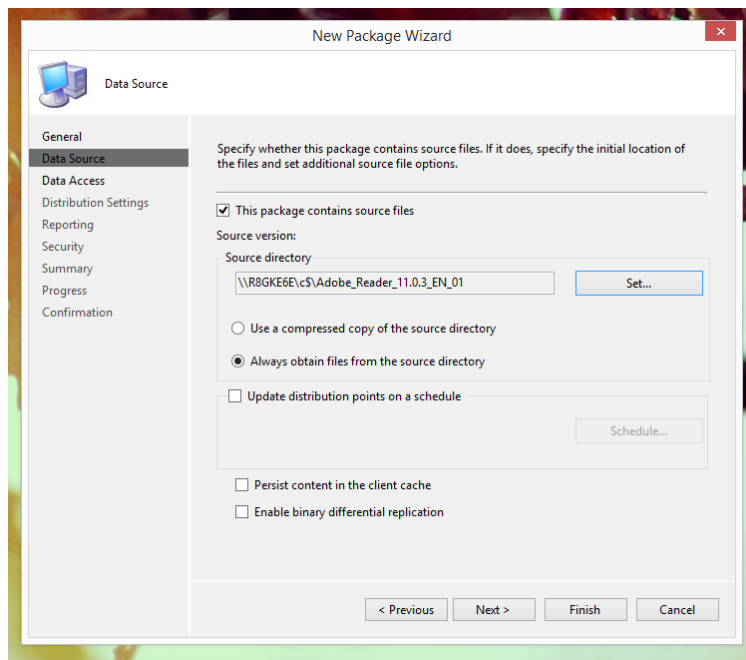 New Package Wizard
Data Source
General
Data Source
Data Access
Distribution Settings
Reporting
Security
Summary
Progress
Confirmation
Specify whether this package contains source files. If it does, specify the initial location of
the files and set additional source file options.
This package contains source files
Source version:
Source directory
\\R8GKE6E\c$\Adobe_Reader_11.0.3_EN_01
Set...
Use a compressed copy of the source directory
Always obtain files from the source directory
Update distribution points on a schedule
Schedule...
Persist content in the client cache
Enable binary differential replication
< Previous
Next >
Finish
Cancel